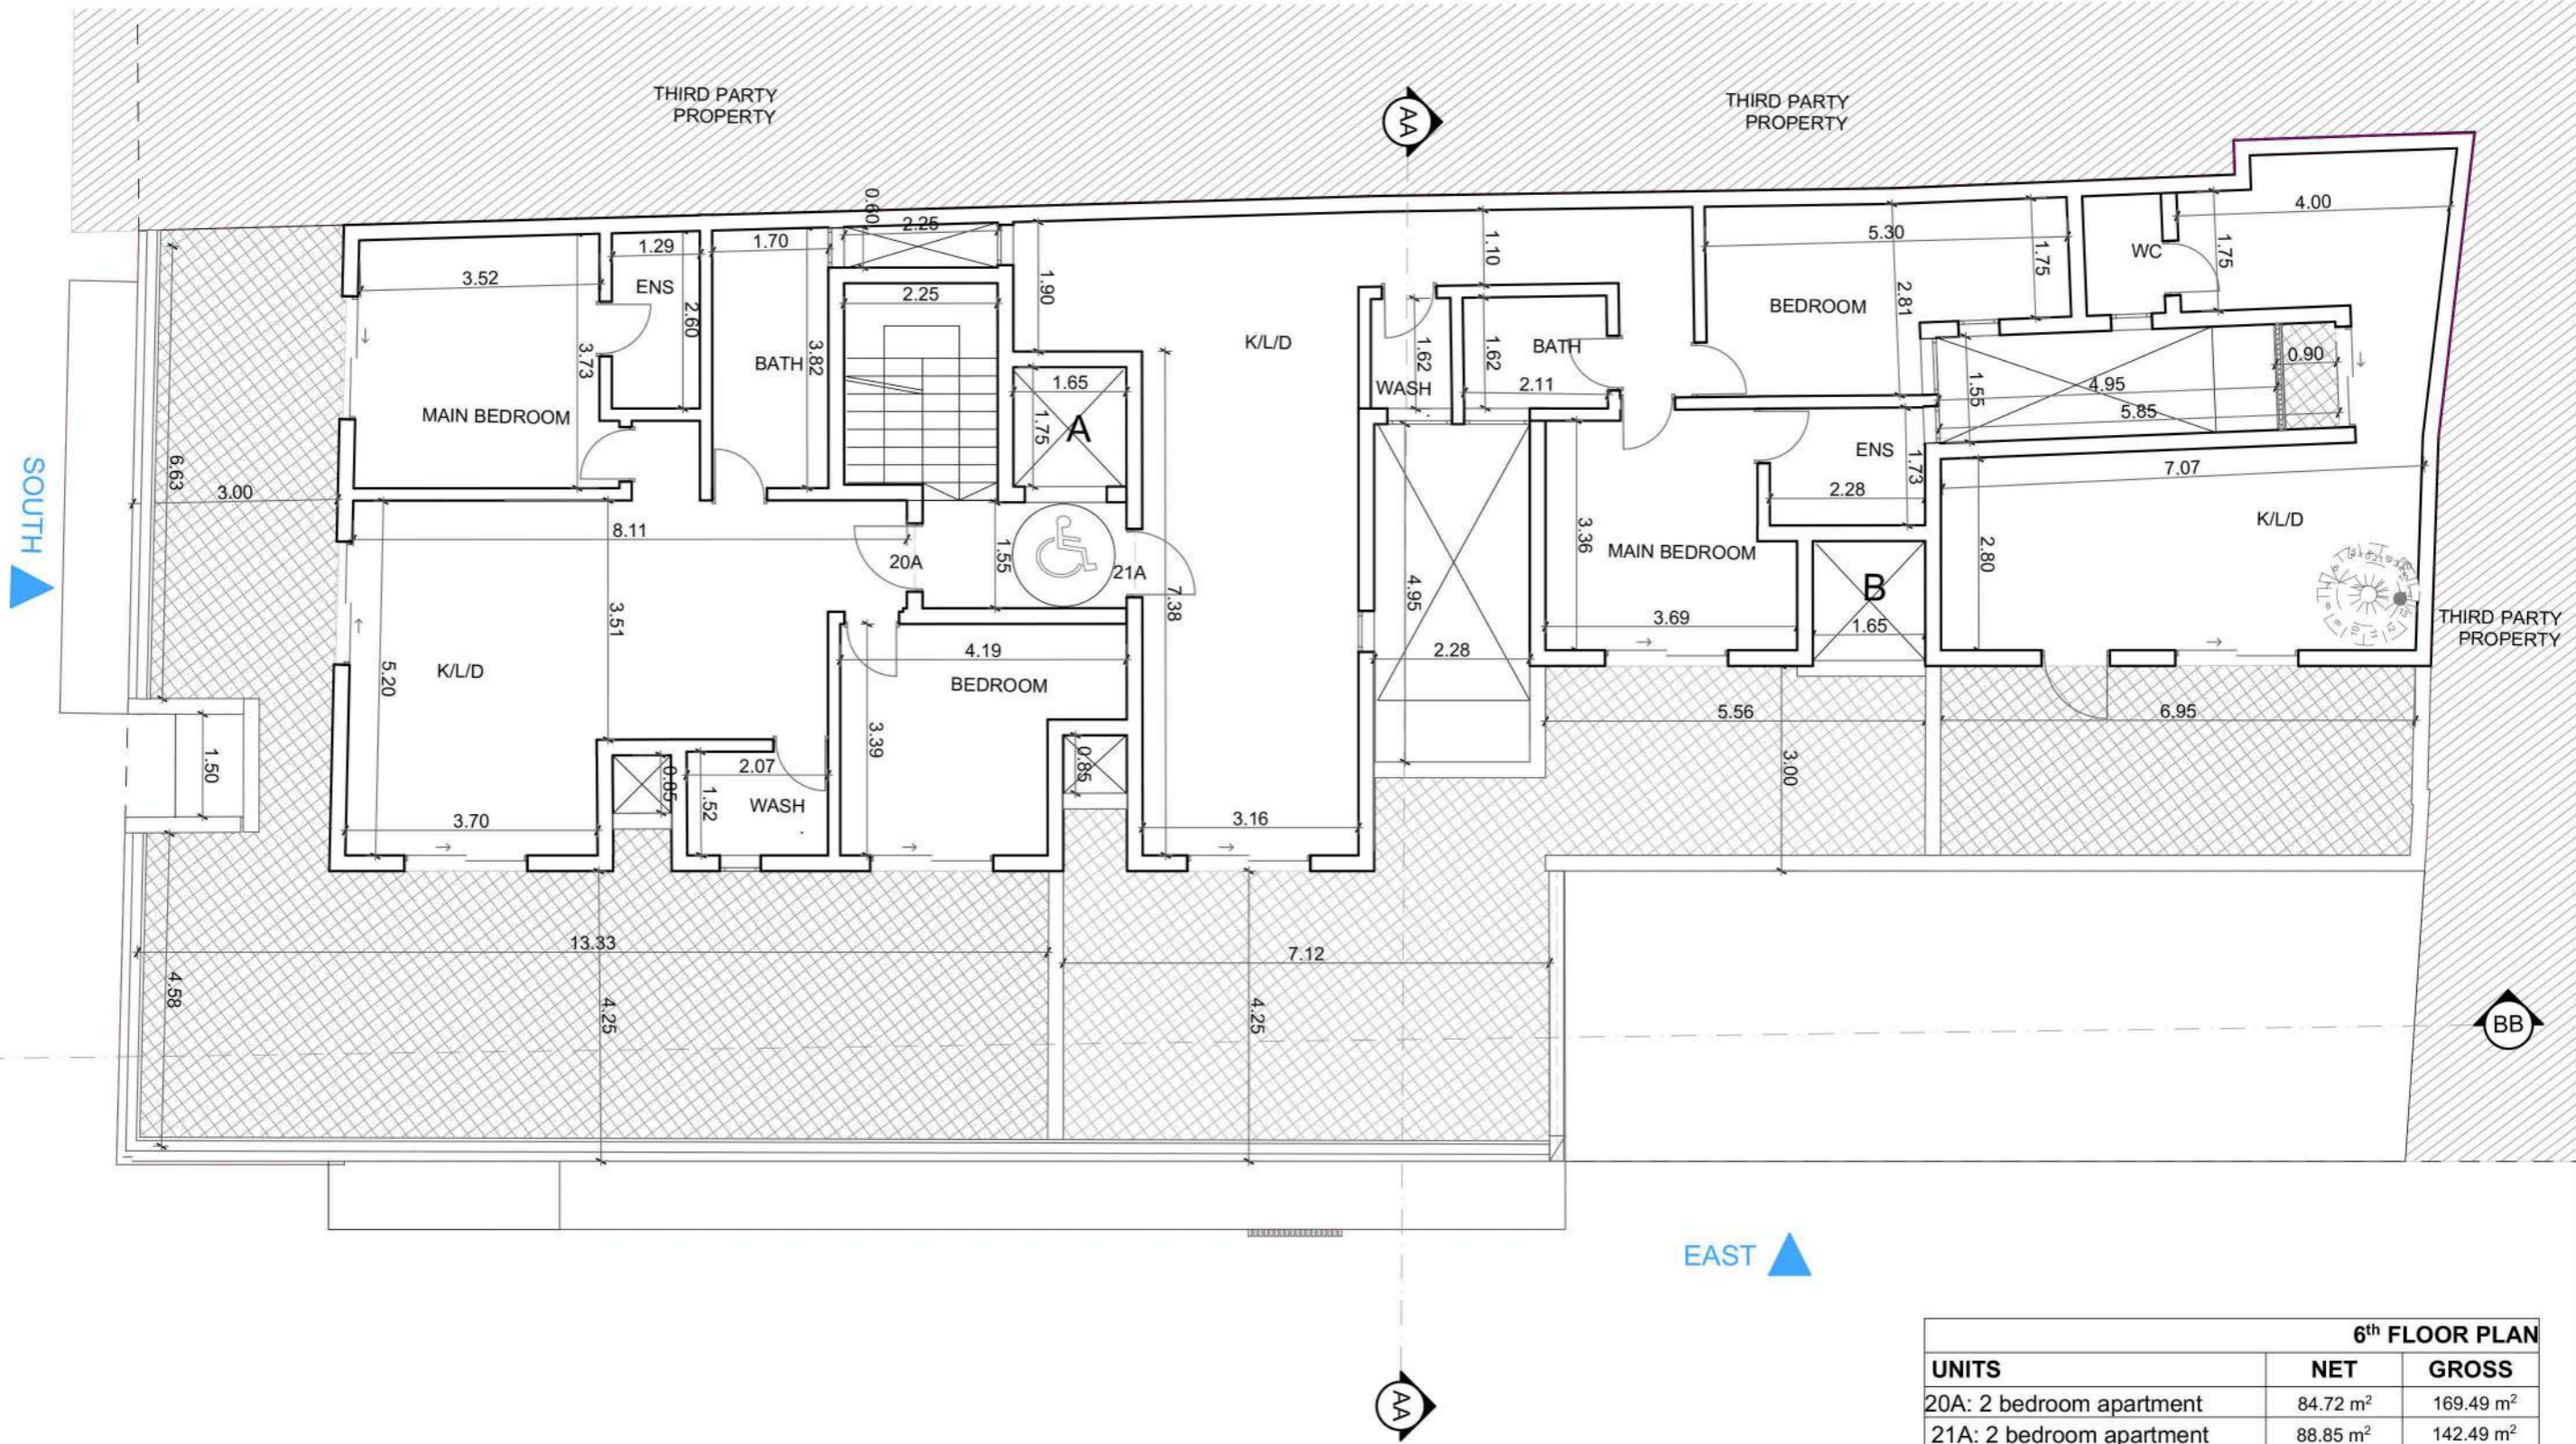 THIRD PARTY
PROPERTY
AA
THIRD PARTY
PROPERTY
0.60
2.25
1.29
1.70
ENS
3.52
2.60
3.73
BATH
3.82
2.25
1.90
MAIN BEDROOM
1.65
1.75
A
K/L/D
1.10
1.62
WASH
1.62
BATH
2.11
5.30
1.75
2.81
BEDROOM
WC
1.75
4.00
0.90
1.55
4.95
5.85
SOUTH
6.63
3.00
8.11
20A
1.55
21A
7.38
3.51
5.20
K/L/D
4.19
BEDROOM
3.39
4.95
2.28
3.36
MAIN BEDROOM
3.69
ENS
1.73
2.28
B
1.65
7.07
2.80
K/L/D
THIRD PARTY
PROPERTY
1.50
3.70
0.85
2.07
1.52
WASH
0.85
3.16
5.56
3.00
6.95
13.33
7.12
4.58
4.25
4.25
BB
EAST
AA
6th FLOOR PLAN
UNITS NET GROSS
20A: 2 bedroom apartment 84.72 m² 169.49 m²
21A: 2 bedroom apartment 88.85 m² 142.49 m²